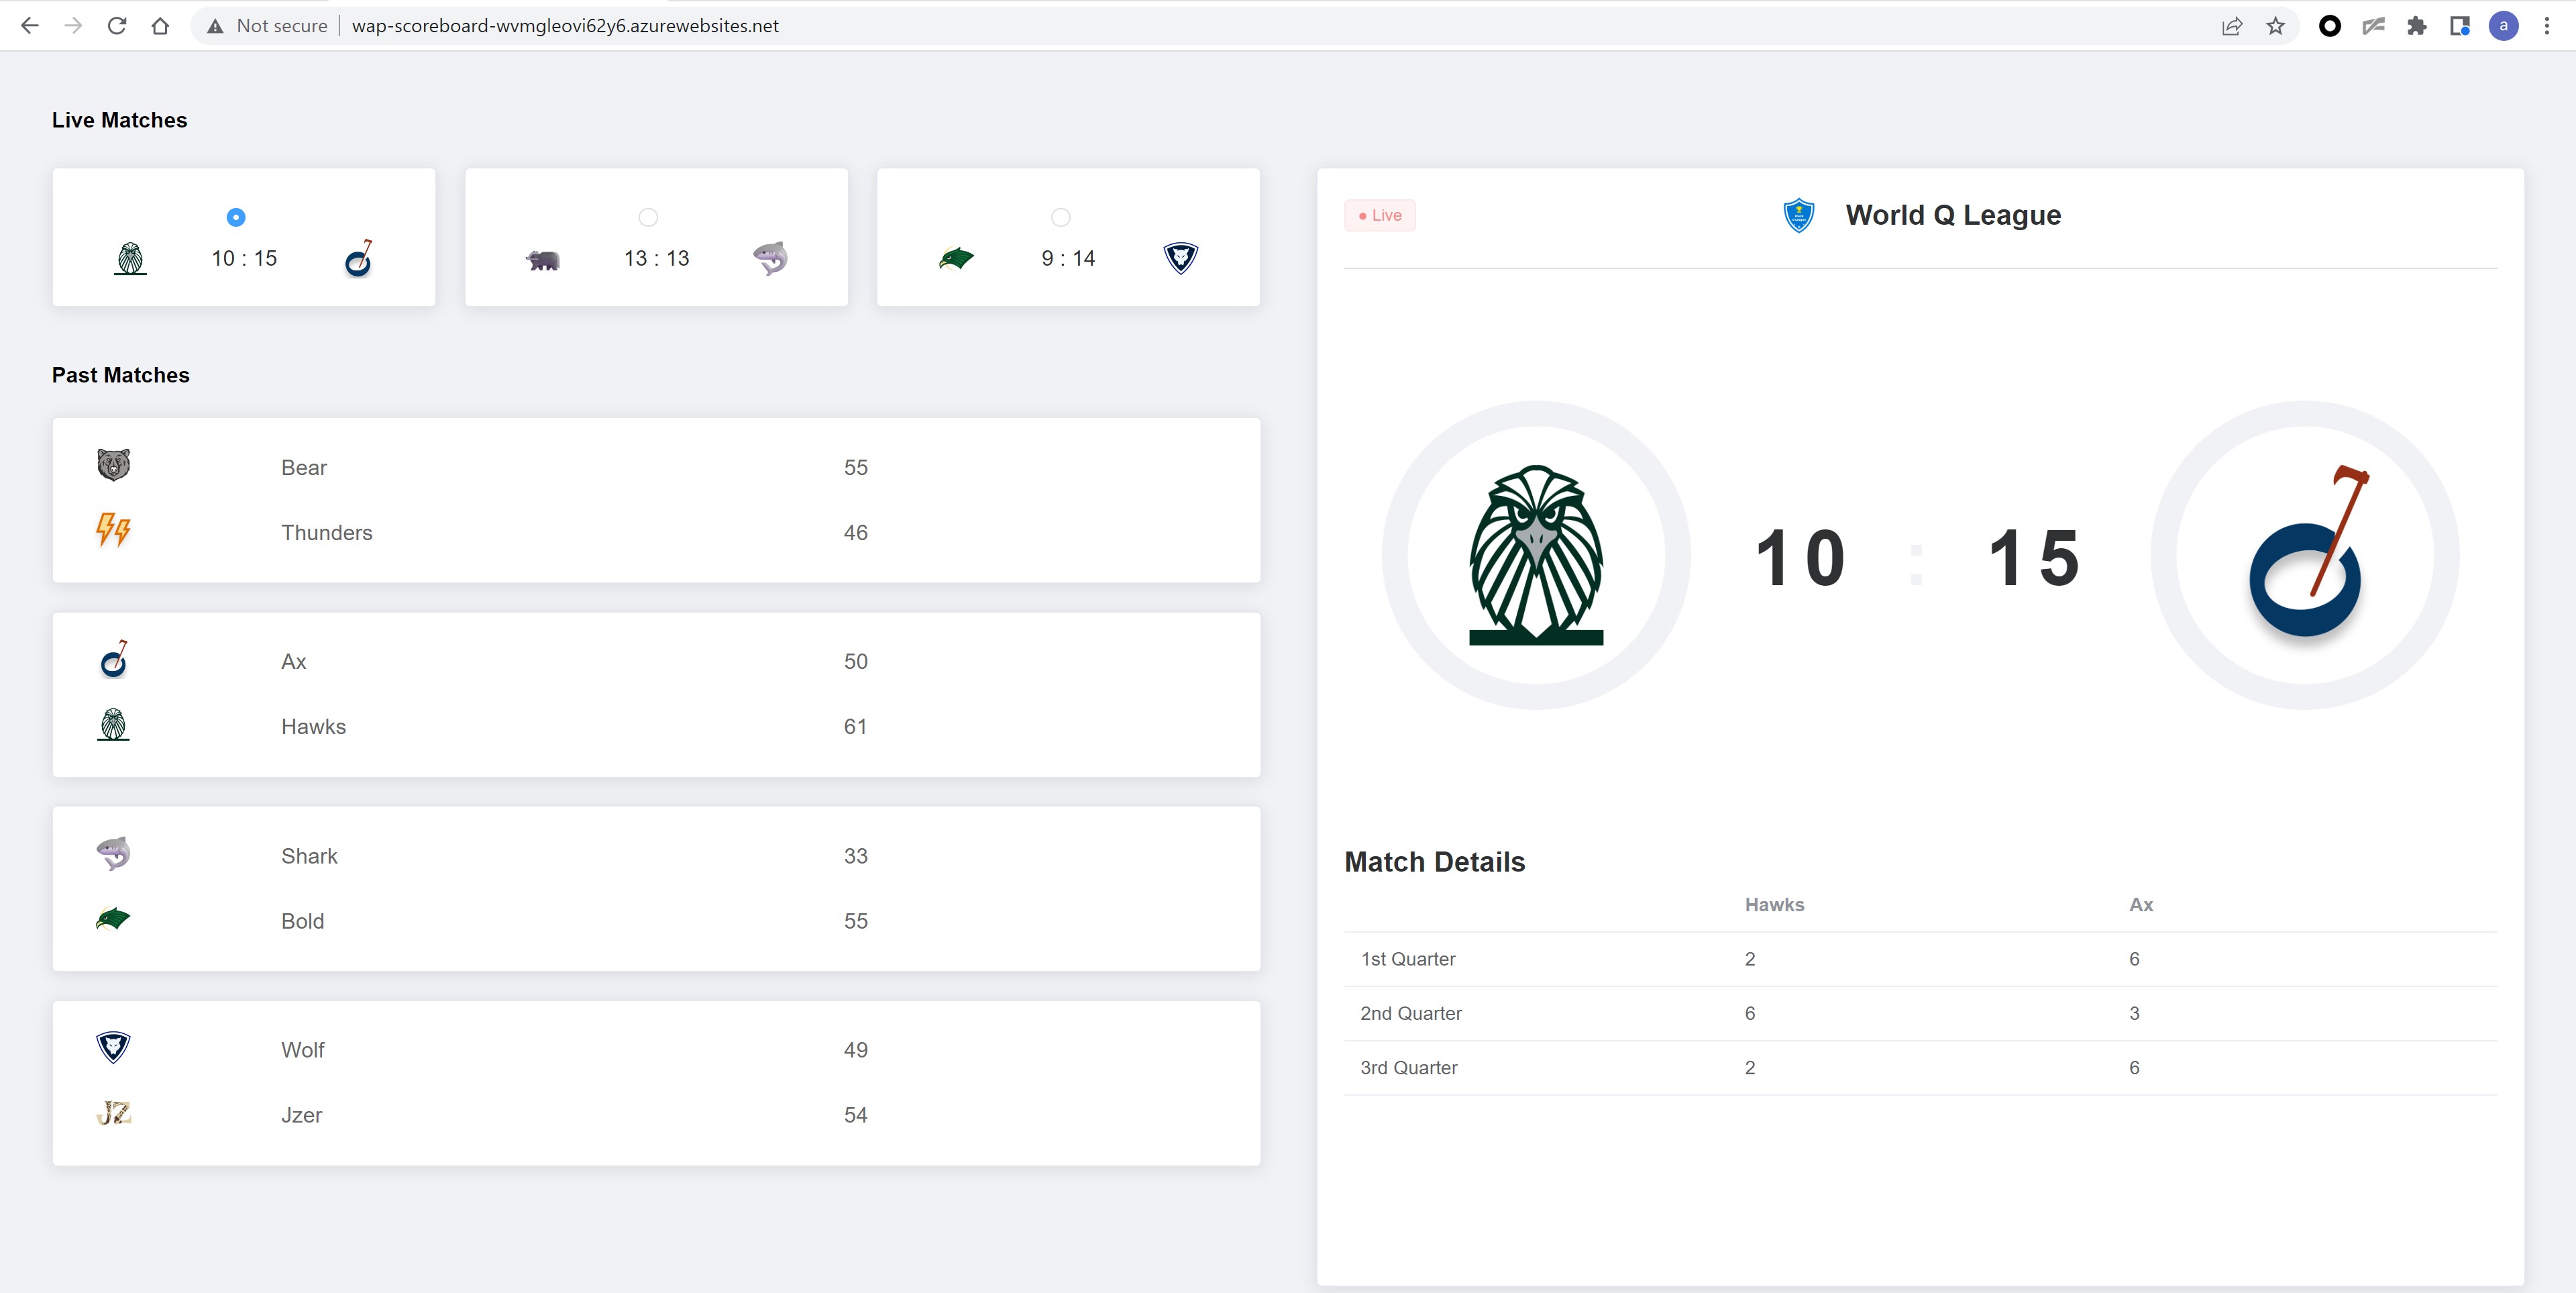 Not secure
wap-scoreboard-wvmgleovi62y6.azurewebsites.net
a
Live Matches
10 : 15
13 : 13
9 : 14
Past Matches
Bear 55
Thunders 46
Ax 50
Hawks 61
Shark 33
Bold 55
Wolf 49
JZ Jzer 54
Live
World Q League
10 : 15
Match Details
Hawks Ax
1st Quarter 2 6
2nd Quarter 6 3
3rd Quarter 2 6